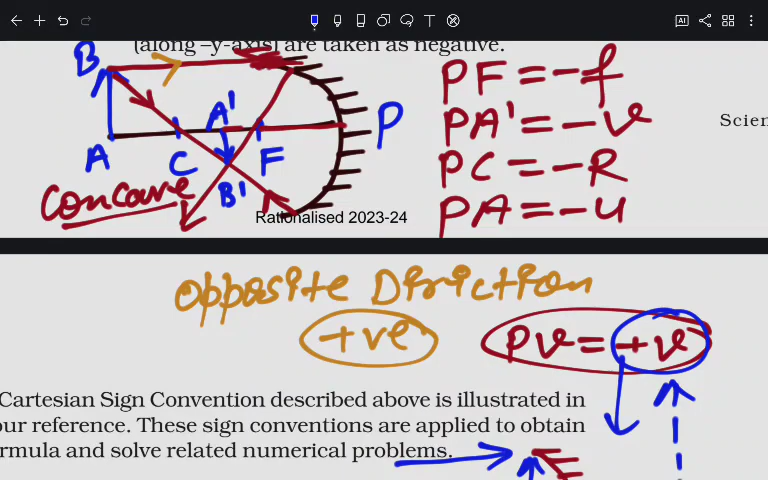 (along –y-axis) are taken as negative.
B
A'
P
A
C
F
B'
Concave
PF = -f
PA' = -v
PC = -R
PA = -u
Scien
Rationalised 2023-24
Opposite Diriction
+ve
PV = +ve
Cartesian Sign Convention described above is illustrated in
our reference. These sign conventions are applied to obtain
rmula and solve related numerical problems.